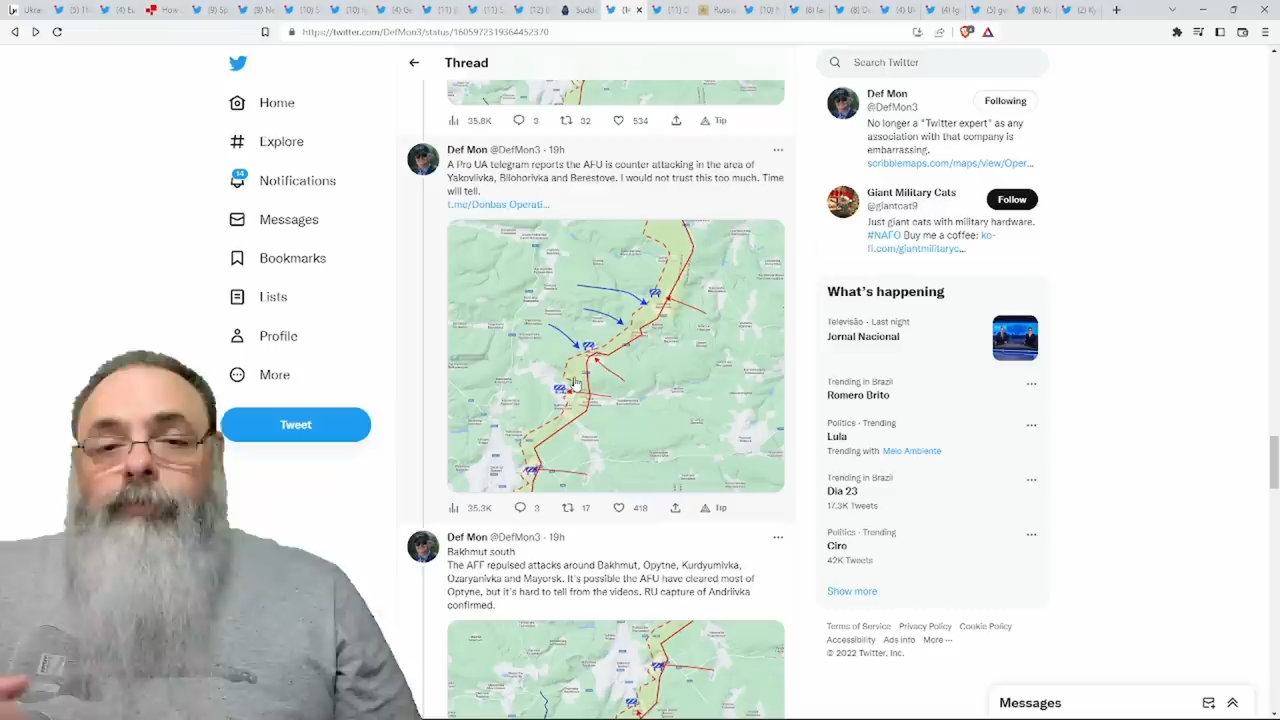 https://twitter.com/DefMon3/status/1605972319364452370
Home
Explore
14
Notifications
Messages
Bookmarks
Lists
Profile
More
Tweet
Thread
35.8K 3 32 534 Tip
Def Mon @DefMon3 · 19h
A Pro UA telegram reports the AFU is counter attacking in the area of
Yakovlivka, Bilohorivka and Berestove. I would not trust this too much. Time
will tell.
t.me/Donbas Operati...
35.3K 3 17 418 Tip
Def Mon @DefMon3 · 19h
Bakhmut south
The AFF repulsed attacks around Bakhmut, Opytne, Kurdyumivka,
Ozaryanivka and Mayorsk. It's possible the AFU have cleared most of
Optyne, but it's hard to tell from the videos. RU capture of Andriivka
confirmed.
Search Twitter
Def Mon
@DefMon3
Following
No longer a "Twitter expert" as any
association with that company is
embarrassing.
scribblemaps.com/maps/view/Oper...
Giant Military Cats
@giantcat9
Follow
Just giant cats with military hardware.
#NAFO Buy me a coffee: ko-
fi.com/giantmilitaryc...
What's happening
Televisão · Last night
Jornal Nacional
Trending in Brazil
Romero Brito
Politics · Trending
Lula
Trending with Meio Ambiente
Trending in Brazil
Dia 23
17.3K Tweets
Politics · Trending
Ciro
42K Tweets
Show more
Terms of Service Privacy Policy Cookie Policy
Accessibility Ads info More ...
© 2022 Twitter, Inc.
Messages